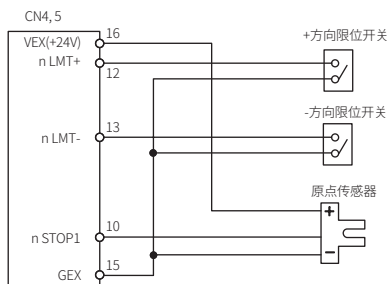 CN4, 5
VEX(+24V) 16
n LMT+ 12
+方向限位开关
n LMT- 13
-方向限位开关
原点传感器
+
n STOP1 10
−
GEX 15